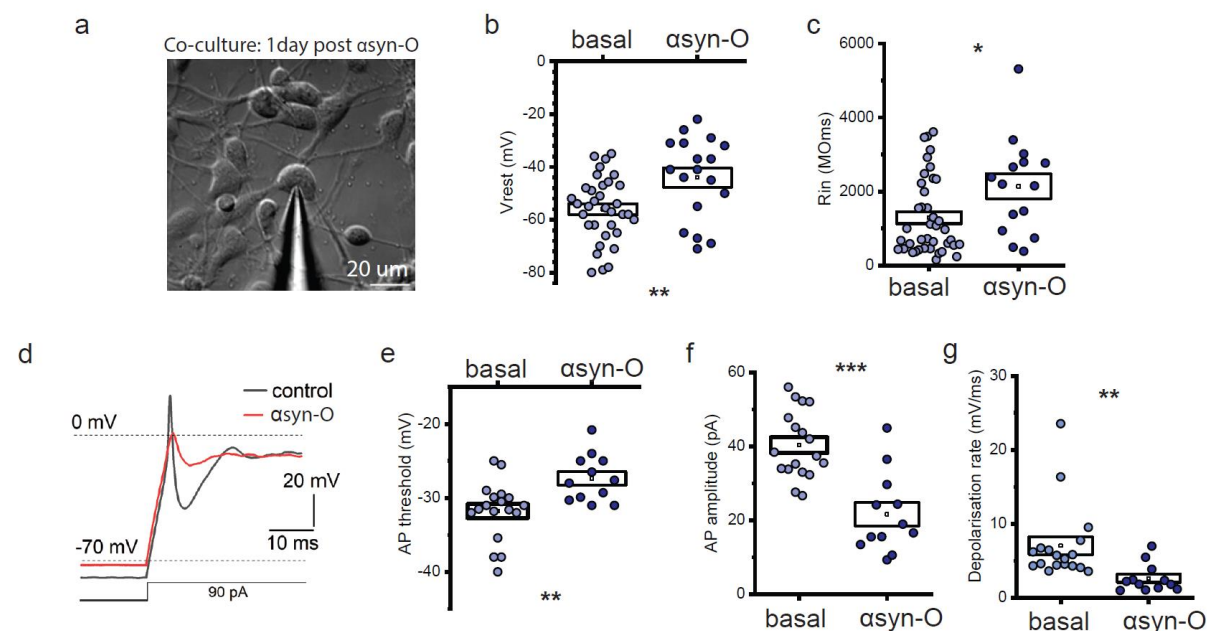 a
Co-culture: 1day post αsyn-O
20 um
b
basal αsyn-O
Vrest (mV)
0
-20
-40
-60
-80
**
c
Rin (MOms)
6000
4000
2000
0
*
basal αsyn-O
d
control
αsyn-O
0 mV
20 mV
10 ms
-70 mV
90 pA
e
basal αsyn-O
AP threshold (mV)
-20
-30
-40
**
f
AP amplitude (pA)
60
40
20
0
***
basal αsyn-O
g
Depolarisation rate (mV/ms)
30
20
10
0
**
basal αsyn-O